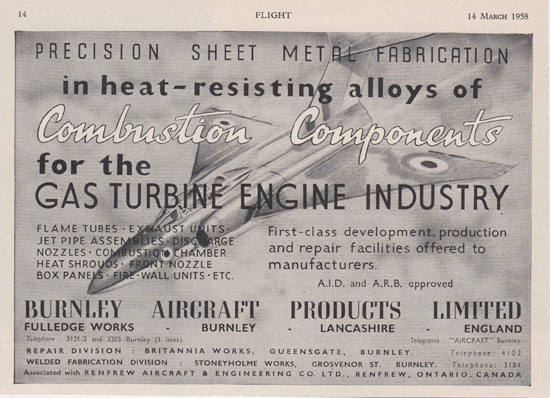 14 FLIGHT 14 MARCH 1958
PRECISION SHEET METAL FABRICATION
in heat-resisting alloys of
Combustion Components
for the
GAS TURBINE ENGINE INDUSTRY
FLAME TUBES · EXHAUST UNITS ·
JET PIPE ASSEMBLIES · DISCHARGE
NOZZLES · COMBUSTION CHAMBER
HEAT SHROUDS · FRONT NOZZLE
BOX PANELS · FIRE-WALL UNITS · ETC.
First-class development, production
and repair facilities offered to
manufacturers.
A.I.D. and A.R.B. approved
BURNLEY AIRCRAFT PRODUCTS LIMITED
FULLEDGE WORKS - BURNLEY - LANCASHIRE - ENGLAND
Telephone: 3121/2 and 3203 Burnley (3 lines). Telegrams: "AIRCRAFT" Burnley.
REPAIR DIVISION : BRITANNIA WORKS, QUEENSGATE, BURNLEY. Telephone: 4102
WELDED FABRICATION DIVISION : STONEYHOLME WORKS, GROSVENOR ST. BURNLEY. Telephone: 3184
Associated with RENFREW AIRCRAFT & ENGINEERING CO. LTD., RENFREW, ONTARIO, CANADA